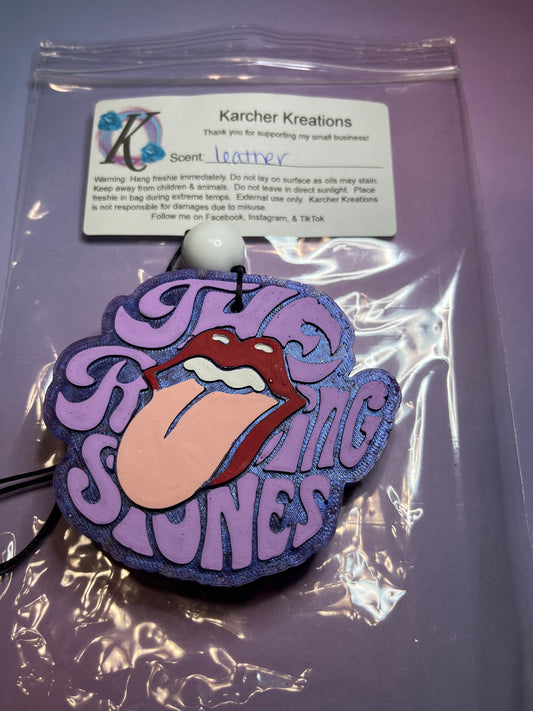 K
Karcher Kreations
Thank you for supporting my small business!
Scent: leather
Warning: Hang freshie immediately. Do not lay on surface as oils may stain.
Keep away from children & animals. Do not leave in direct sunlight. Place
freshie in bag during extreme temps. External use only. Karcher Kreations
is not responsible for damages due to misuse.
Follow me on Facebook, Instagram, & TikTok
THE
R ING
STONES